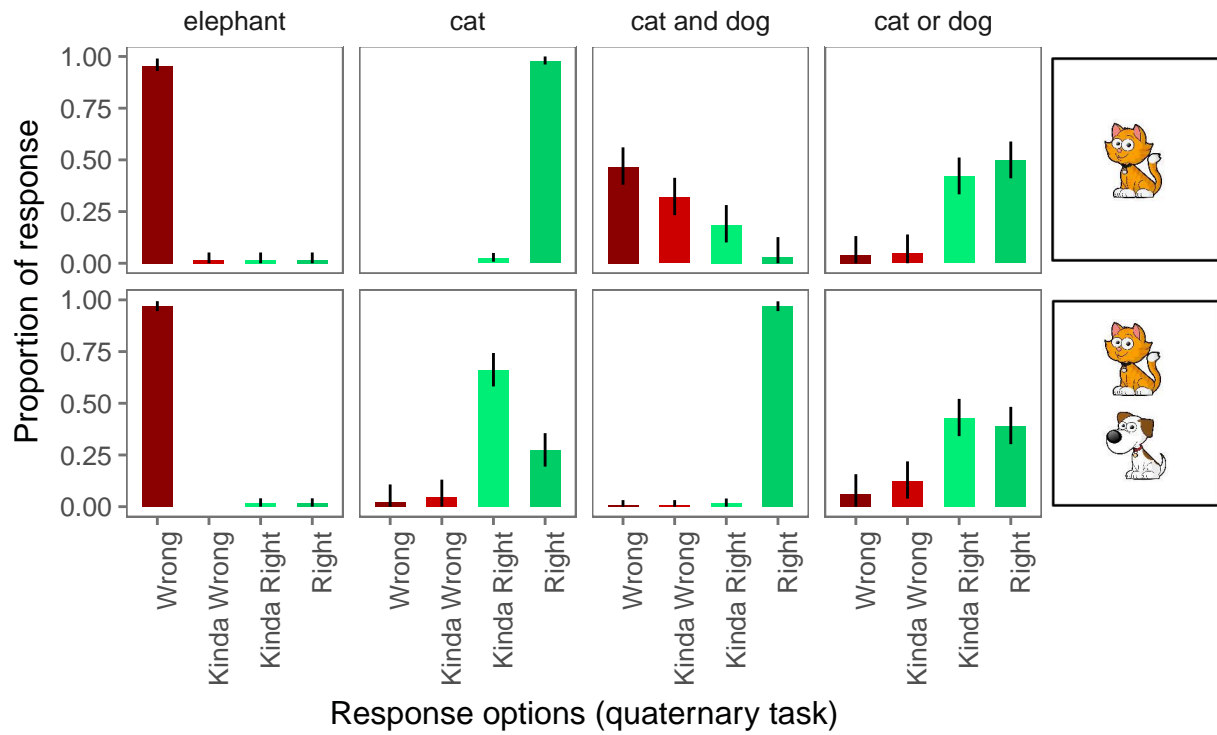 elephant
cat
cat and dog
cat or dog
Proportion of response
1.00
0.75
0.50
0.25
0.00
1.00
0.75
0.50
0.25
0.00
Wrong
Kinda Wrong
Kinda Right
Right
Wrong
Kinda Wrong
Kinda Right
Right
Wrong
Kinda Wrong
Kinda Right
Right
Wrong
Kinda Wrong
Kinda Right
Right
Response options (quaternary task)